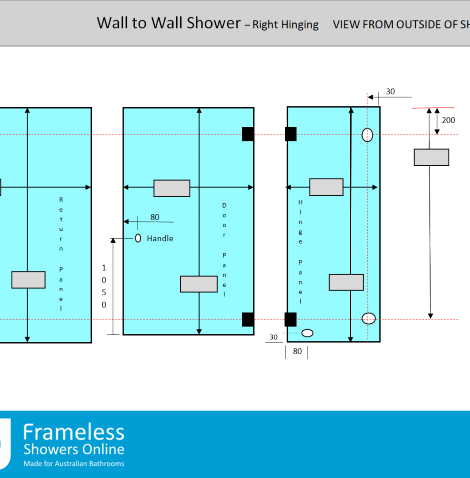 Wall to Wall Shower – Right Hinging VIEW FROM OUTSIDE OF SH
30
200
Return Panel
Door Panel
Hinge Panel
80
Handle
1050
30
80
Frameless
Showers Online
Made for Australian Bathrooms